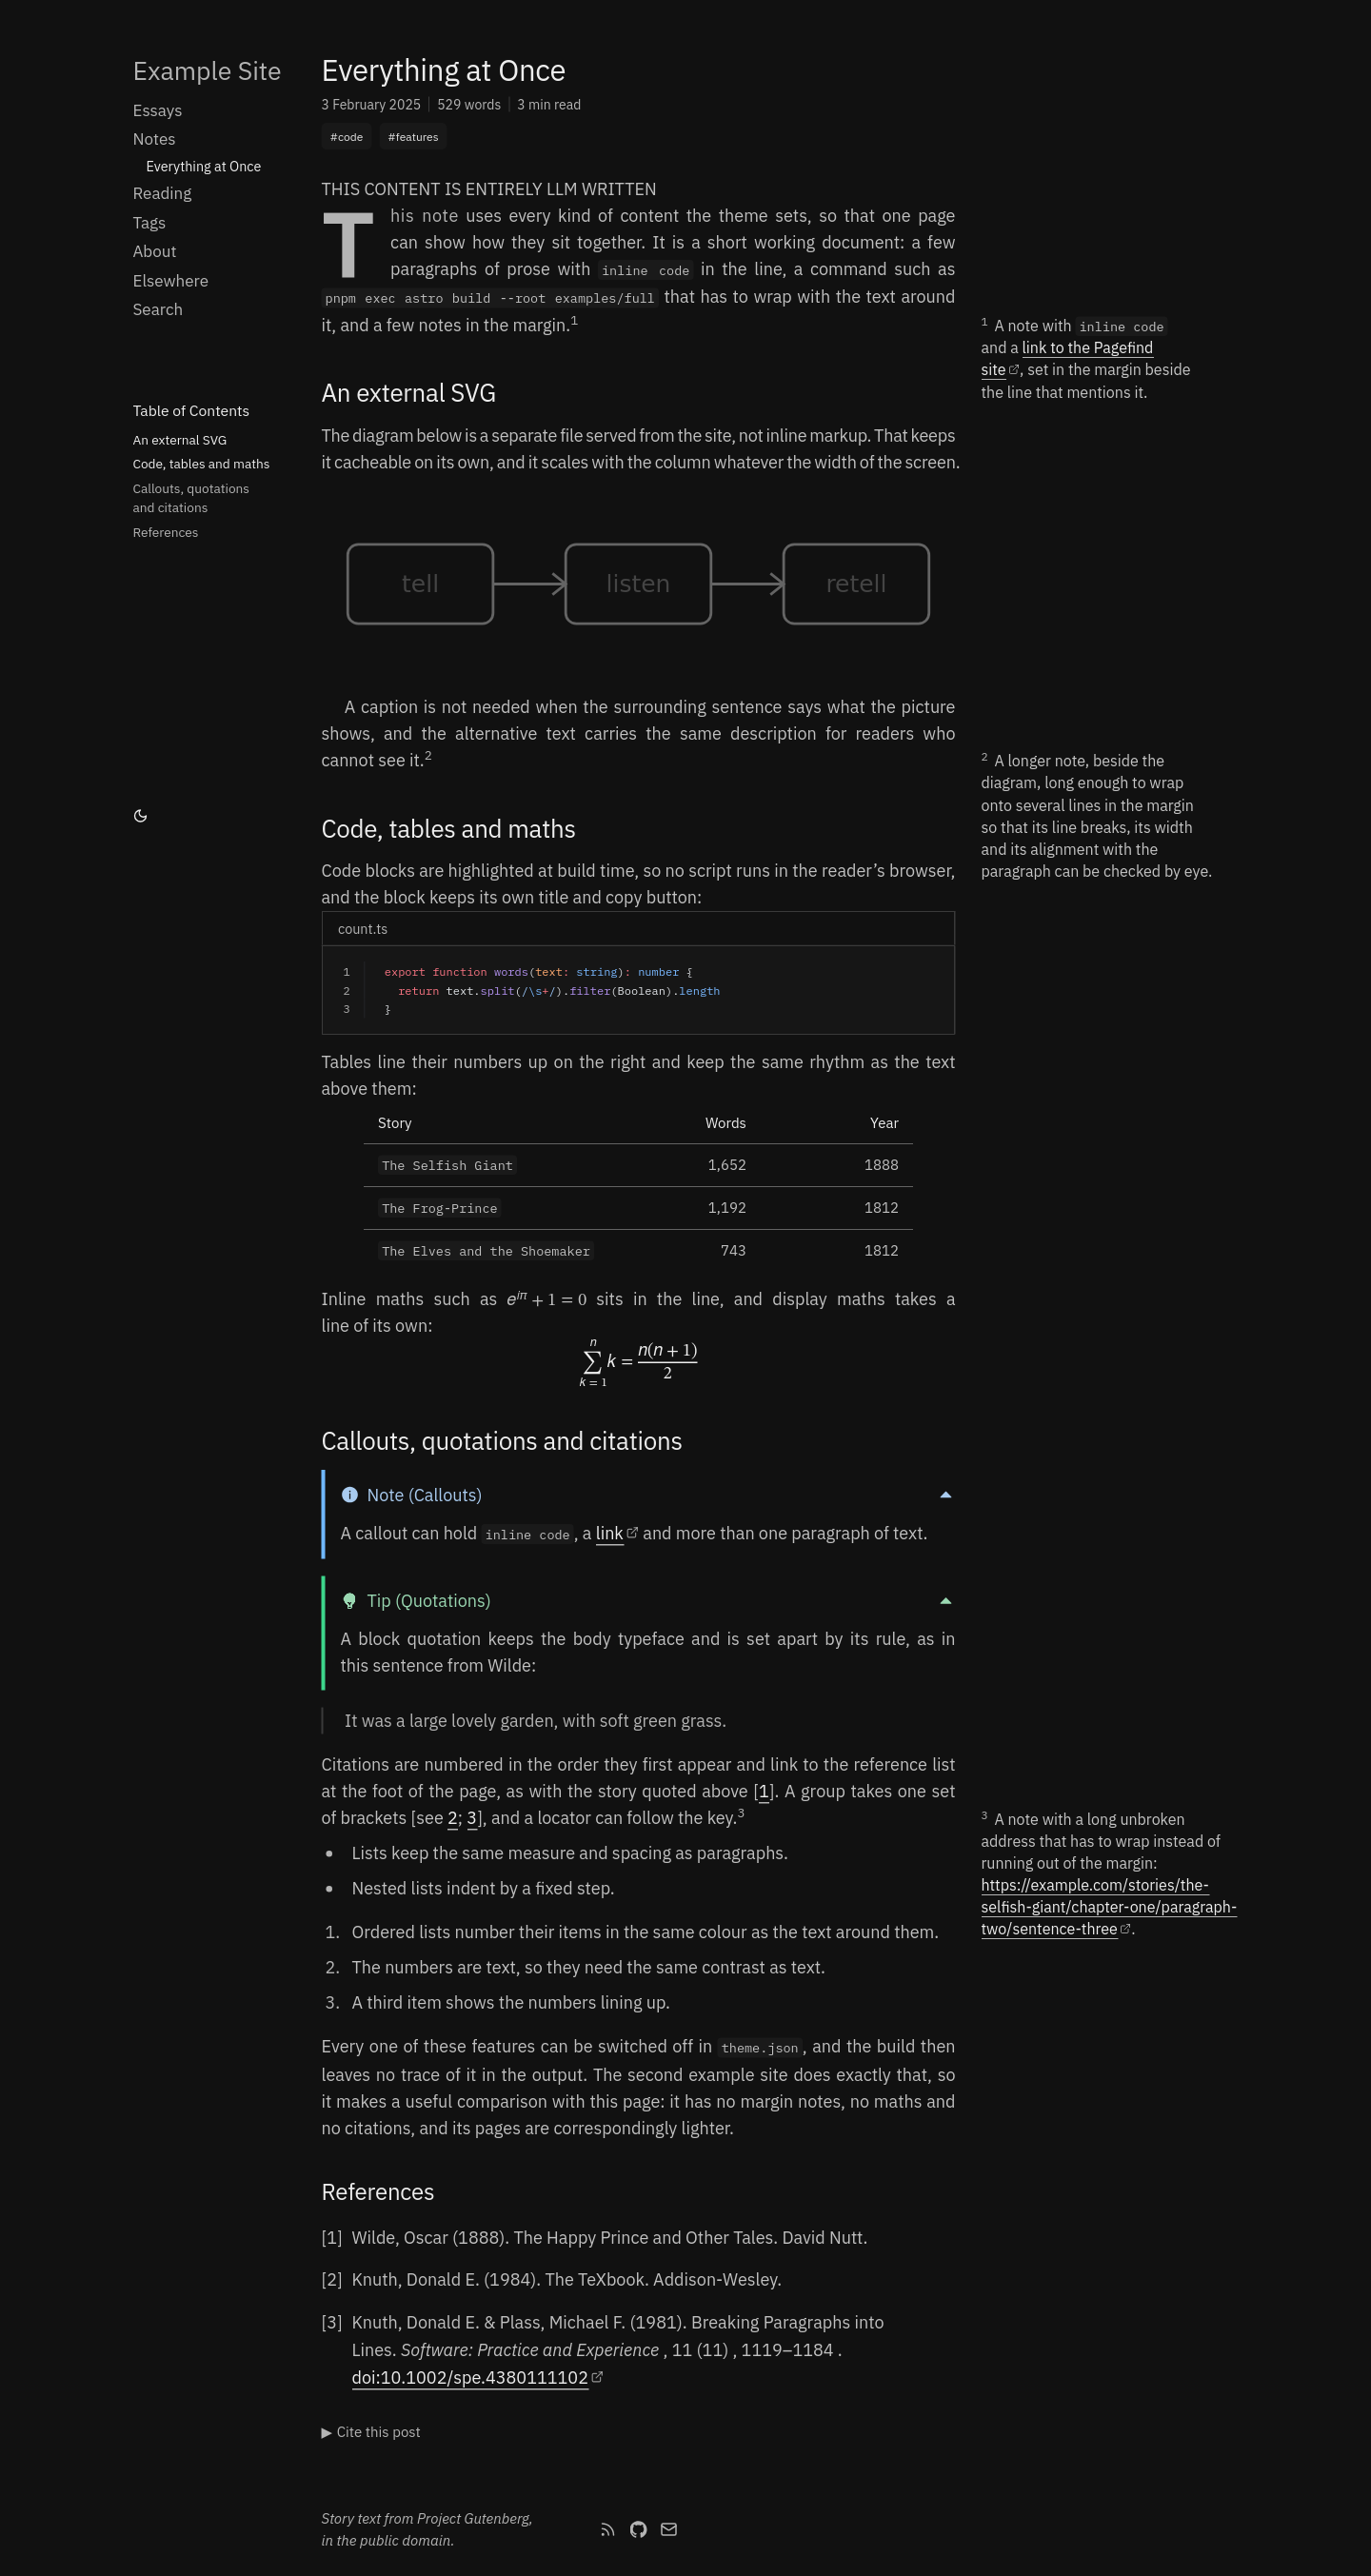 Example Site
Essays
Notes
Everything at Once
Reading
Tags
About
Elsewhere
Search
Table of Contents
An external SVG
Code, tables and maths
Callouts, quotations
and citations
References
Everything at Once
3 February 2025 | 529 words | 3 min read
#code #features
THIS CONTENT IS ENTIRELY LLM WRITTEN
This note uses every kind of content the theme sets, so that one page
can show how they sit together. It is a short working document: a few
paragraphs of prose with inline code in the line, a command such as
pnpm exec astro build --root examples/full that has to wrap with the text around
it, and a few notes in the margin.1
1 A note with inline code
and a link to the Pagefind
site, set in the margin beside
the line that mentions it.
An external SVG
The diagram below is a separate file served from the site, not inline markup. That keeps
it cacheable on its own, and it scales with the column whatever the width of the screen.
tell listen retell
A caption is not needed when the surrounding sentence says what the picture
shows, and the alternative text carries the same description for readers who
cannot see it.2
2 A longer note, beside the
diagram, long enough to wrap
onto several lines in the margin
so that its line breaks, its width
and its alignment with the
paragraph can be checked by eye.
Code, tables and maths
Code blocks are highlighted at build time, so no script runs in the reader’s browser,
and the block keeps its own title and copy button:
count.ts
1 export function words(text: string): number {
2 return text.split(/\s+/).filter(Boolean).length
3 }
Tables line their numbers up on the right and keep the same rhythm as the text
above them:
Story Words Year
The Selfish Giant 1,652 1888
The Frog-Prince 1,192 1812
The Elves and the Shoemaker 743 1812
Inline maths such as e^{iπ} + 1 = 0 sits in the line, and display maths takes a
line of its own:
n
∑ k = n(n + 1)
k = 1 2
Callouts, quotations and citations
Note (Callouts)
A callout can hold inline code, a link and more than one paragraph of text.
Tip (Quotations)
A block quotation keeps the body typeface and is set apart by its rule, as in
this sentence from Wilde:
It was a large lovely garden, with soft green grass.
Citations are numbered in the order they first appear and link to the reference list
at the foot of the page, as with the story quoted above [1]. A group takes one set
of brackets [see 2; 3], and a locator can follow the key.3
3 A note with a long unbroken
address that has to wrap instead of
running out of the margin:
https://example.com/stories/the-
selfish-giant/chapter-one/paragraph-
two/sentence-three.
• Lists keep the same measure and spacing as paragraphs.
• Nested lists indent by a fixed step.
1. Ordered lists number their items in the same colour as the text around them.
2. The numbers are text, so they need the same contrast as text.
3. A third item shows the numbers lining up.
Every one of these features can be switched off in theme.json, and the build then
leaves no trace of it in the output. The second example site does exactly that, so
it makes a useful comparison with this page: it has no margin notes, no maths and
no citations, and its pages are correspondingly lighter.
References
[1] Wilde, Oscar (1888). The Happy Prince and Other Tales. David Nutt.
[2] Knuth, Donald E. (1984). The TeXbook. Addison-Wesley.
[3] Knuth, Donald E. & Plass, Michael F. (1981). Breaking Paragraphs into
Lines. Software: Practice and Experience , 11 (11) , 1119–1184 .
doi:10.1002/spe.4380111102
▶ Cite this post
Story text from Project Gutenberg,
in the public domain.